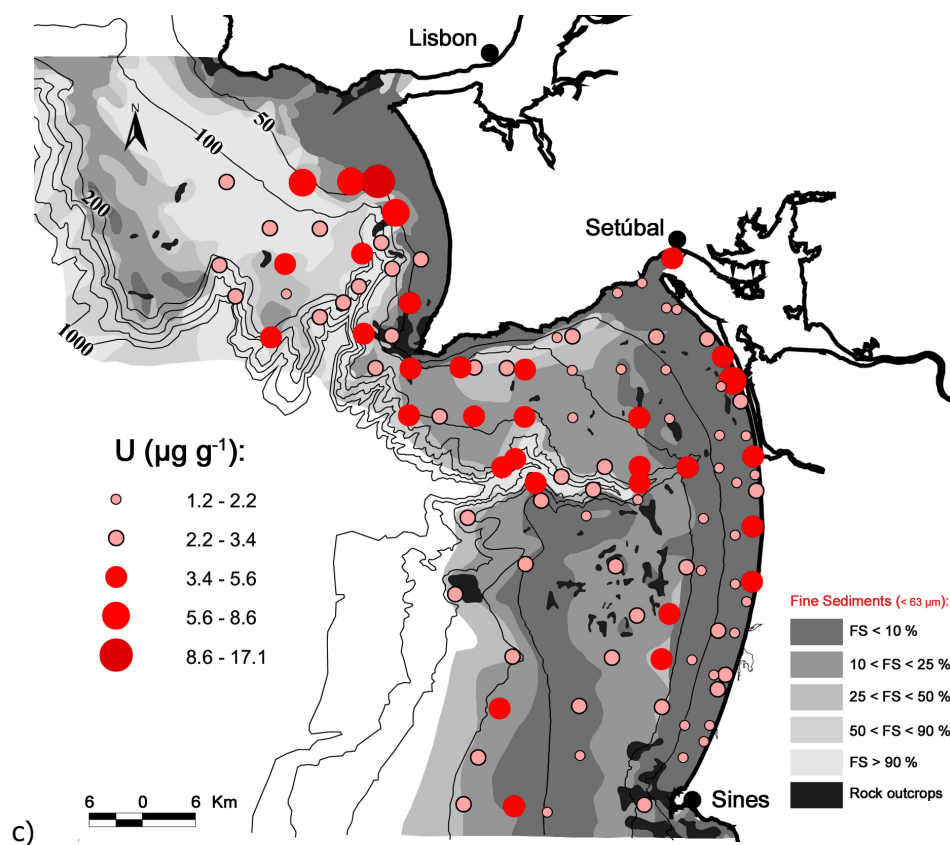 Lisbon
N
50
100
200
1000
Setúbal
U (µg g⁻¹):
1.2 - 2.2
2.2 - 3.4
3.4 - 5.6
5.6 - 8.6
8.6 - 17.1
Fine Sediments (< 63 µm):
FS < 10 %
10 < FS < 25 %
25 < FS < 50 %
50 < FS < 90 %
FS > 90 %
Rock outcrops
6 0 6 Km
Sines
c)